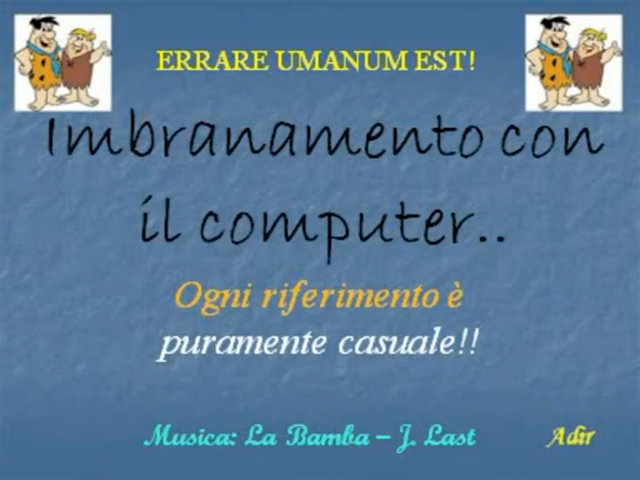 ERRARE UMANUM EST!
Imbranamento con
il computer..
Ogni riferimento è
puramente casuale!!
Musica: La Bamba – J. Last
Adir